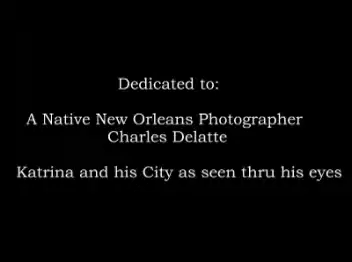 Dedicated to:
A Native New Orleans Photographer
Charles Delatte
Katrina and his City as seen thru his eyes